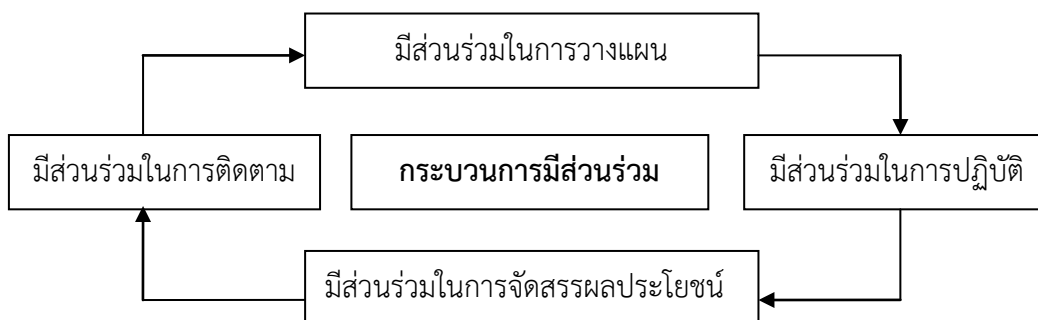 มีส่วนร่วมในการวางแผน
มีส่วนร่วมในการติดตาม
กระบวนการมีส่วนร่วม
มีส่วนร่วมในการปฏิบัติ
มีส่วนร่วมในการจัดสรรผลประโยชน์